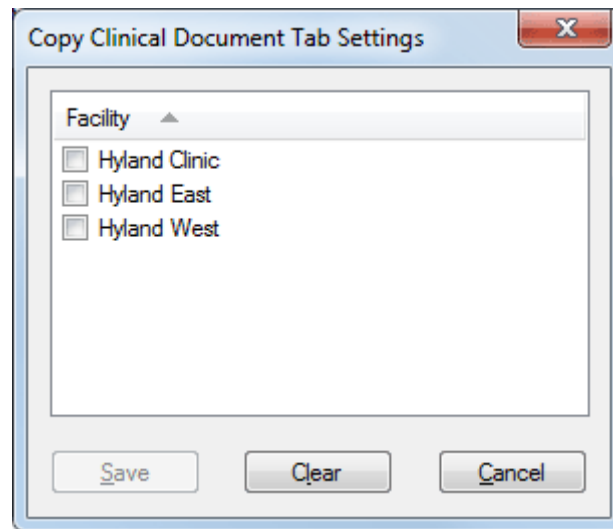 Copy Clinical Document Tab Settings
Facility
Hyland Clinic
Hyland East
Hyland West
Save Clear Cancel